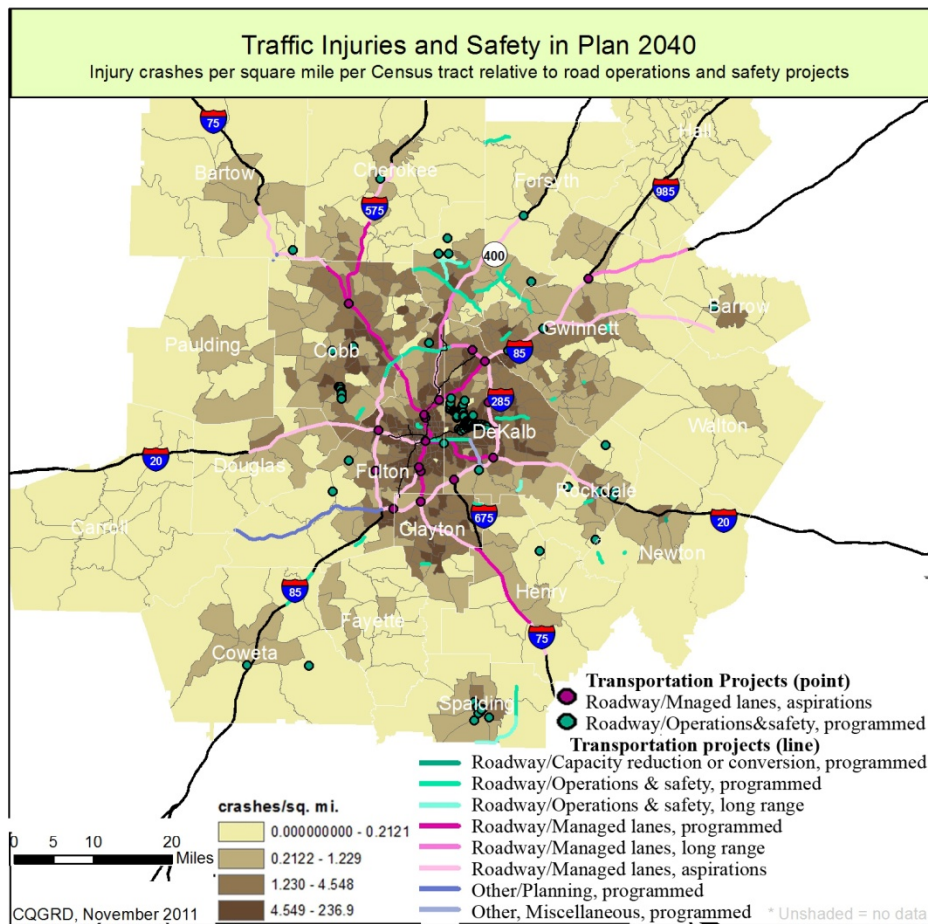 Traffic Injuries and Safety in Plan 2040
Injury crashes per square mile per Census tract relative to road operations and safety projects
75
Hall
Bartow
Cherokee
Forsyth
985
575
400
Barrow
Gwinnett
Paulding
Cobb
85
285
Walton
DeKalb
20
Douglas
Fulton
Rockdale
675
20
Carroll
Clayton
Newton
85
Henry
Fayette
75
Coweta
Spalding
Transportation Projects (point)
Roadway/Mnaged lanes, aspirations
Roadway/Operations&safety, programmed
Transportation projects (line)
Roadway/Capacity reduction or conversion, programmed
Roadway/Operations & safety, programmed
Roadway/Operations & safety, long range
Roadway/Managed lanes, programmed
Roadway/Managed lanes, long range
Roadway/Managed lanes, aspirations
Other/Planning, programmed
Other, Miscellaneous, programmed
crashes/sq. mi.
0.000000000 - 0.2121
0.2122 - 1.229
1.230 - 4.548
4.549 - 236.9
0 5 10 20
Miles
CQGRD, November 2011
* Unshaded = no data